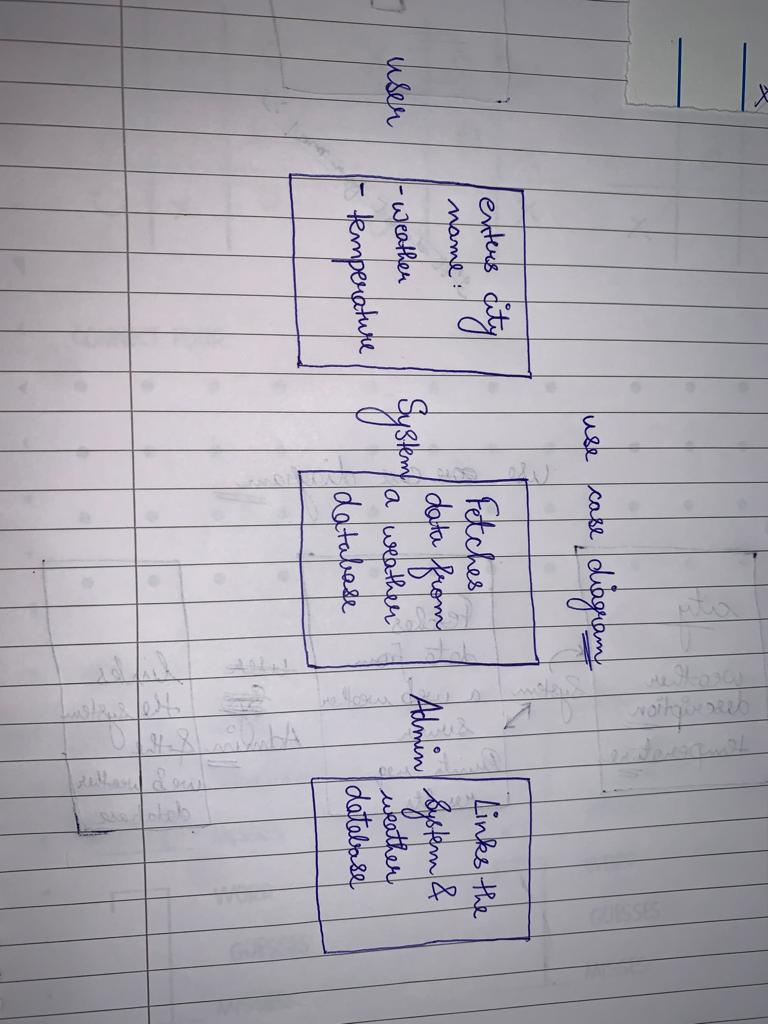 use case diagram
user
enters city
name:
- weather
- temperature
System
Fetches
data from
a weather
database
Admin
Links the
System &
weather
database